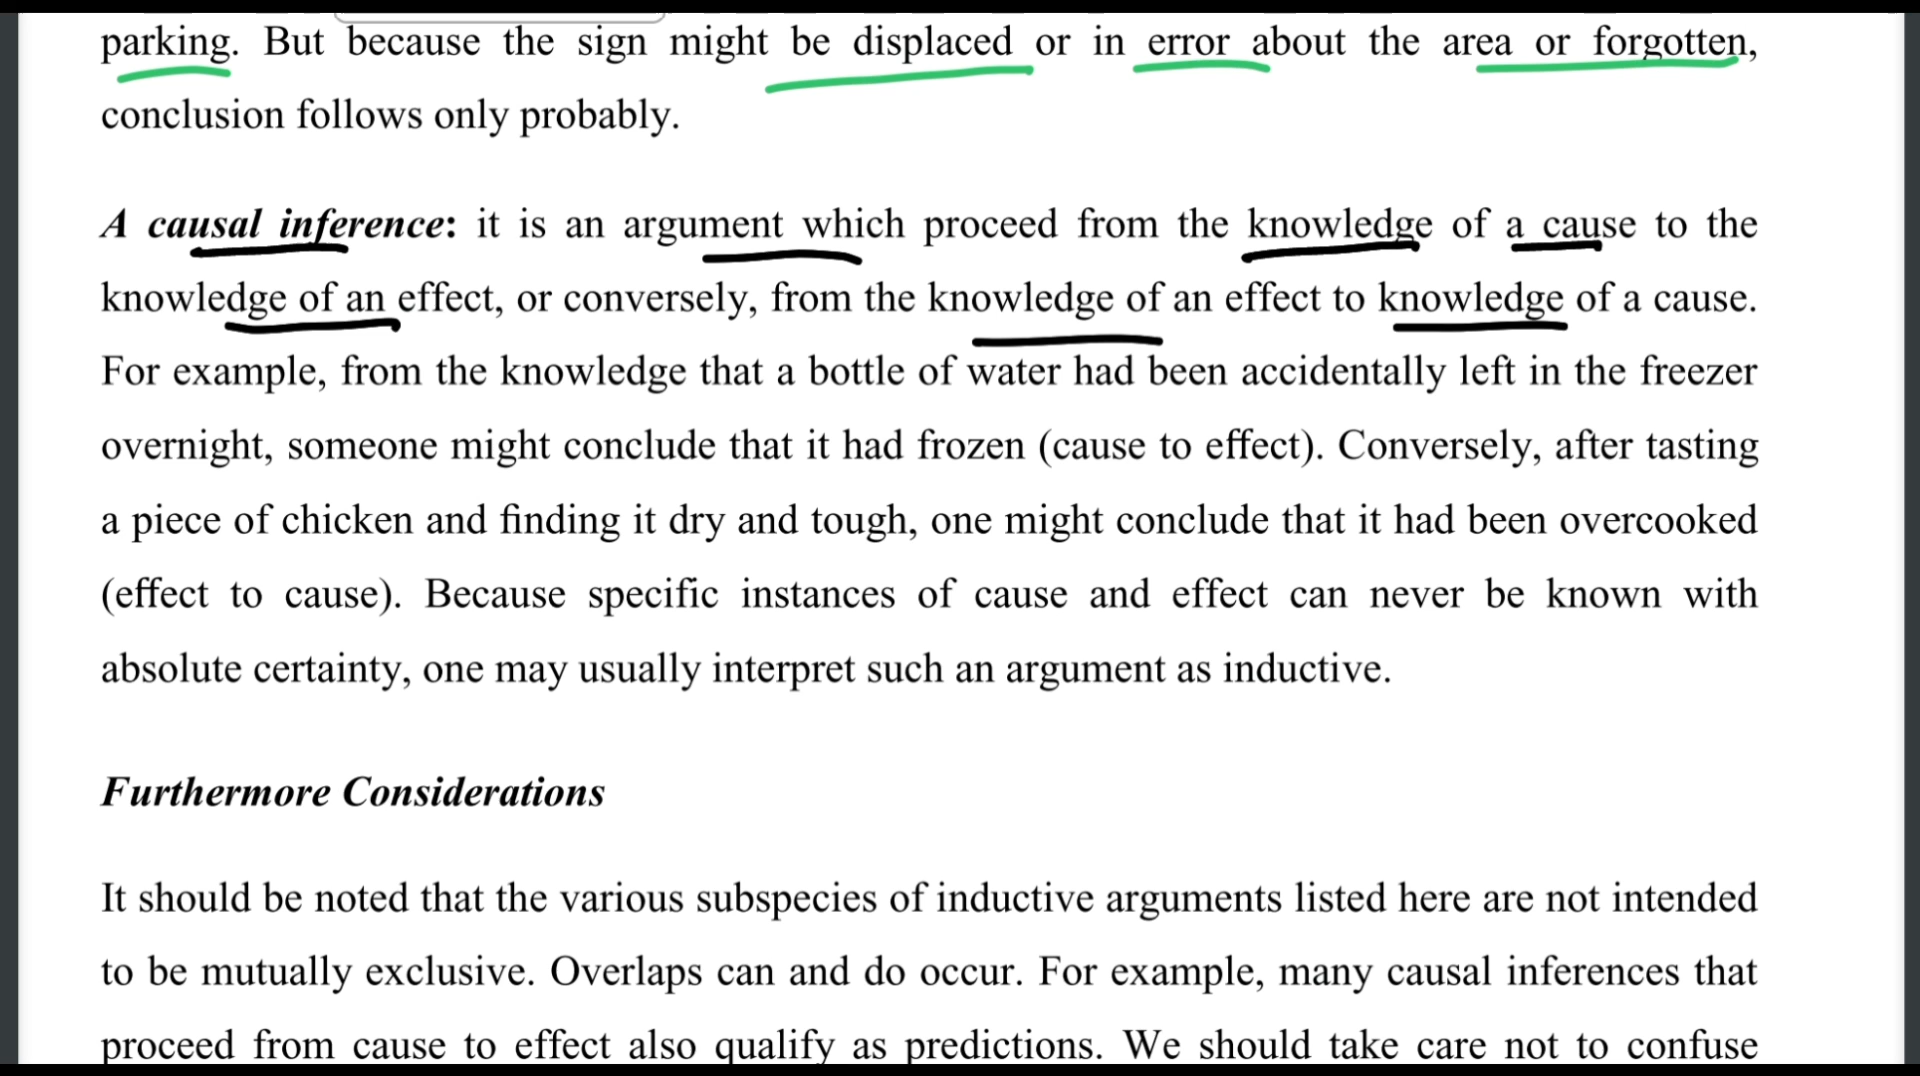 parking. But because the sign might be displaced or in error about the area or forgotten,
conclusion follows only probably.
A causal inference: it is an argument which proceed from the knowledge of a cause to the
knowledge of an effect, or conversely, from the knowledge of an effect to knowledge of a cause.
For example, from the knowledge that a bottle of water had been accidentally left in the freezer
overnight, someone might conclude that it had frozen (cause to effect). Conversely, after tasting
a piece of chicken and finding it dry and tough, one might conclude that it had been overcooked
(effect to cause). Because specific instances of cause and effect can never be known with
absolute certainty, one may usually interpret such an argument as inductive.
Furthermore Considerations
It should be noted that the various subspecies of inductive arguments listed here are not intended
to be mutually exclusive. Overlaps can and do occur. For example, many causal inferences that
proceed from cause to effect also qualify as predictions. We should take care not to confuse